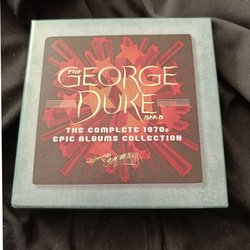 THE
GEORGE
DUKE
BAND
THE COMPLETE 1970s
EPIC ALBUMS COLLECTION